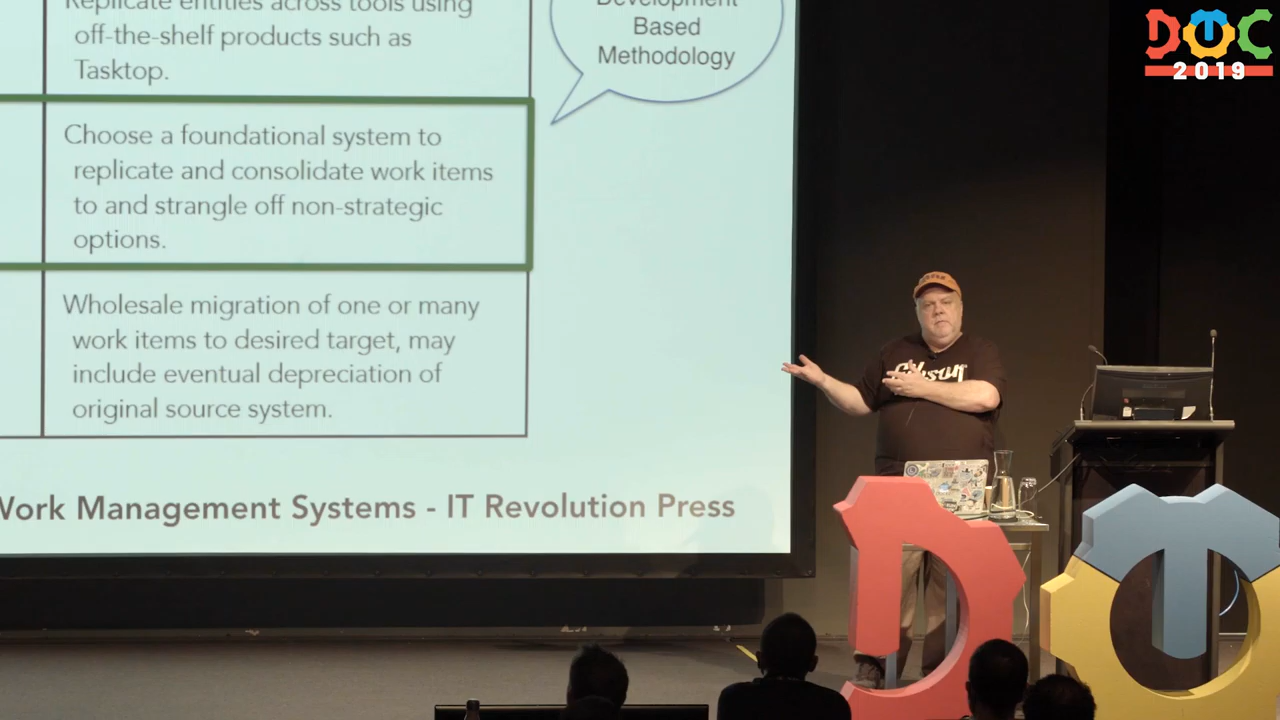 Replicate entities across tools using
off-the-shelf products such as
Tasktop.
Development
Based
Methodology
Choose a foundational system to
replicate and consolidate work items
to and strangle off non-strategic
options.
Wholesale migration of one or many
work items to desired target, may
include eventual depreciation of
original source system.
Work Management Systems - IT Revolution Press
DOTC
2019
Gibson